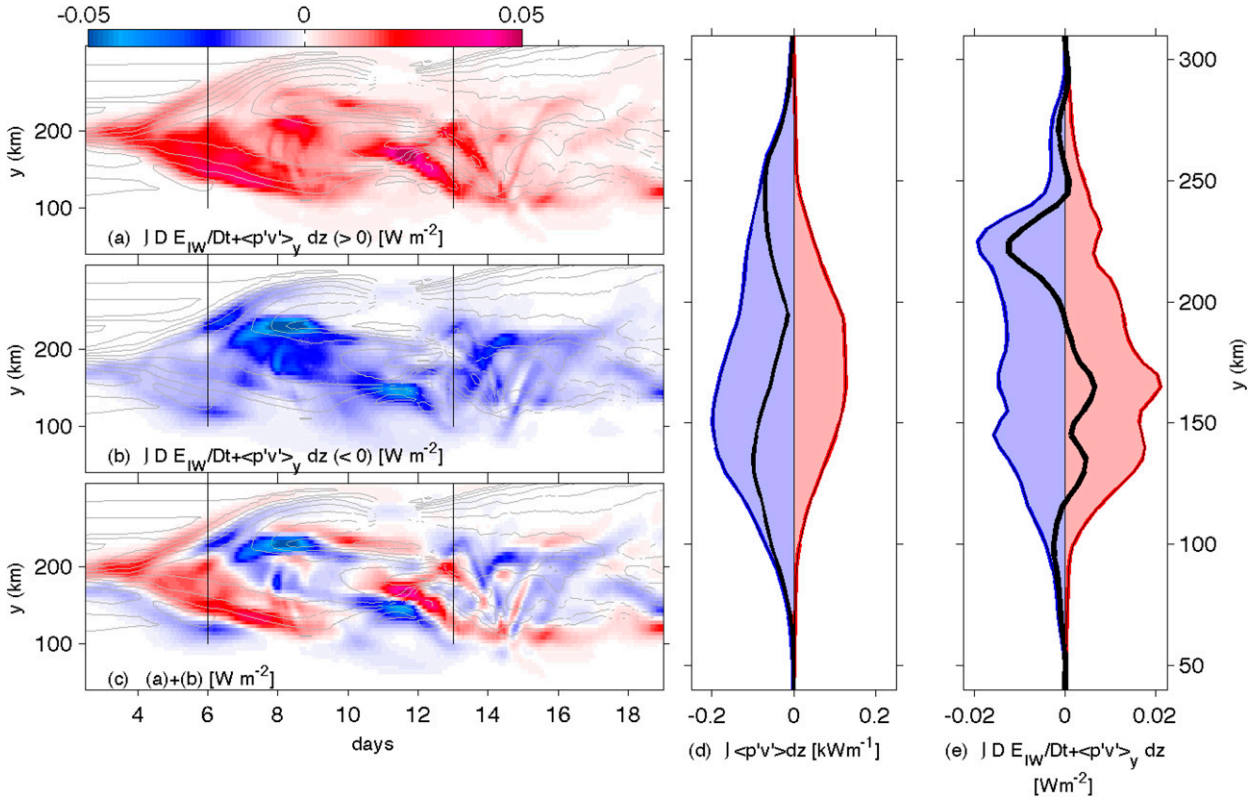 -0.05 0 0.05
y (km)
200
100
(a) ∫ D E_IW/Dt+<p'v'>_y dz (> 0) [W m^-2]
y (km)
200
100
(b) ∫ D E_IW/Dt+<p'v'>_y dz (< 0) [W m^-2]
y (km)
200
100
(c) (a)+(b) [W m^-2]
4 6 8 10 12 14 16 18
days
-0.2 0 0.2
(d) ∫ <p'v'>dz [kWm^-1]
300
250
200
150
100
50
y (km)
-0.02 0 0.02
(e) ∫ D E_IW/Dt+<p'v'>_y dz
[Wm^-2]